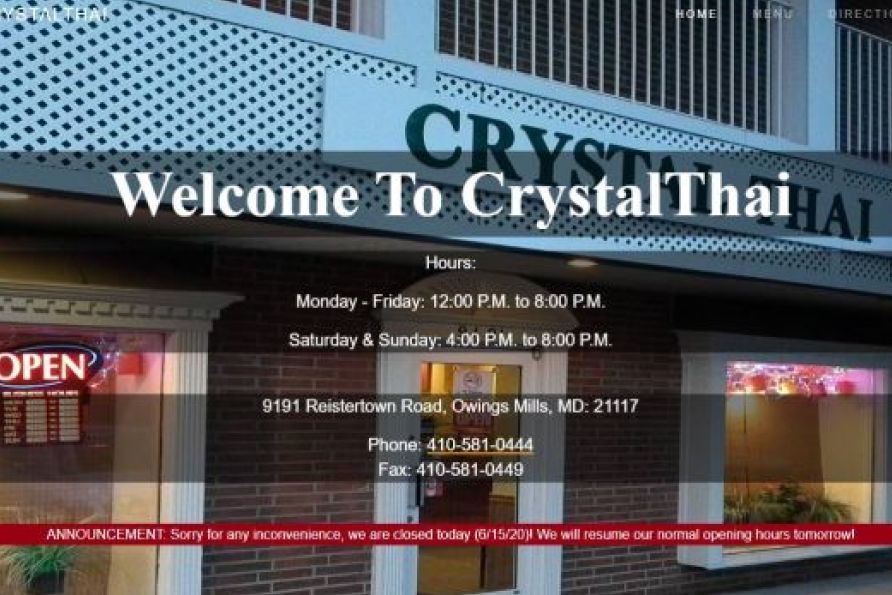 HOME MENU
CRYSTAL THAI
Welcome To CrystalThai
Hours:
Monday - Friday: 12:00 P.M. to 8:00 P.M.
Saturday & Sunday: 4:00 P.M. to 8:00 P.M.
OPEN
9191 Reistertown Road, Owings Mills, MD: 21117
Phone: 410-581-0444
Fax: 410-581-0449
ANNOUNCEMENT: Sorry for any inconvenience, we are closed today (6/15/20)! We will resume our normal opening hours tomorrow!